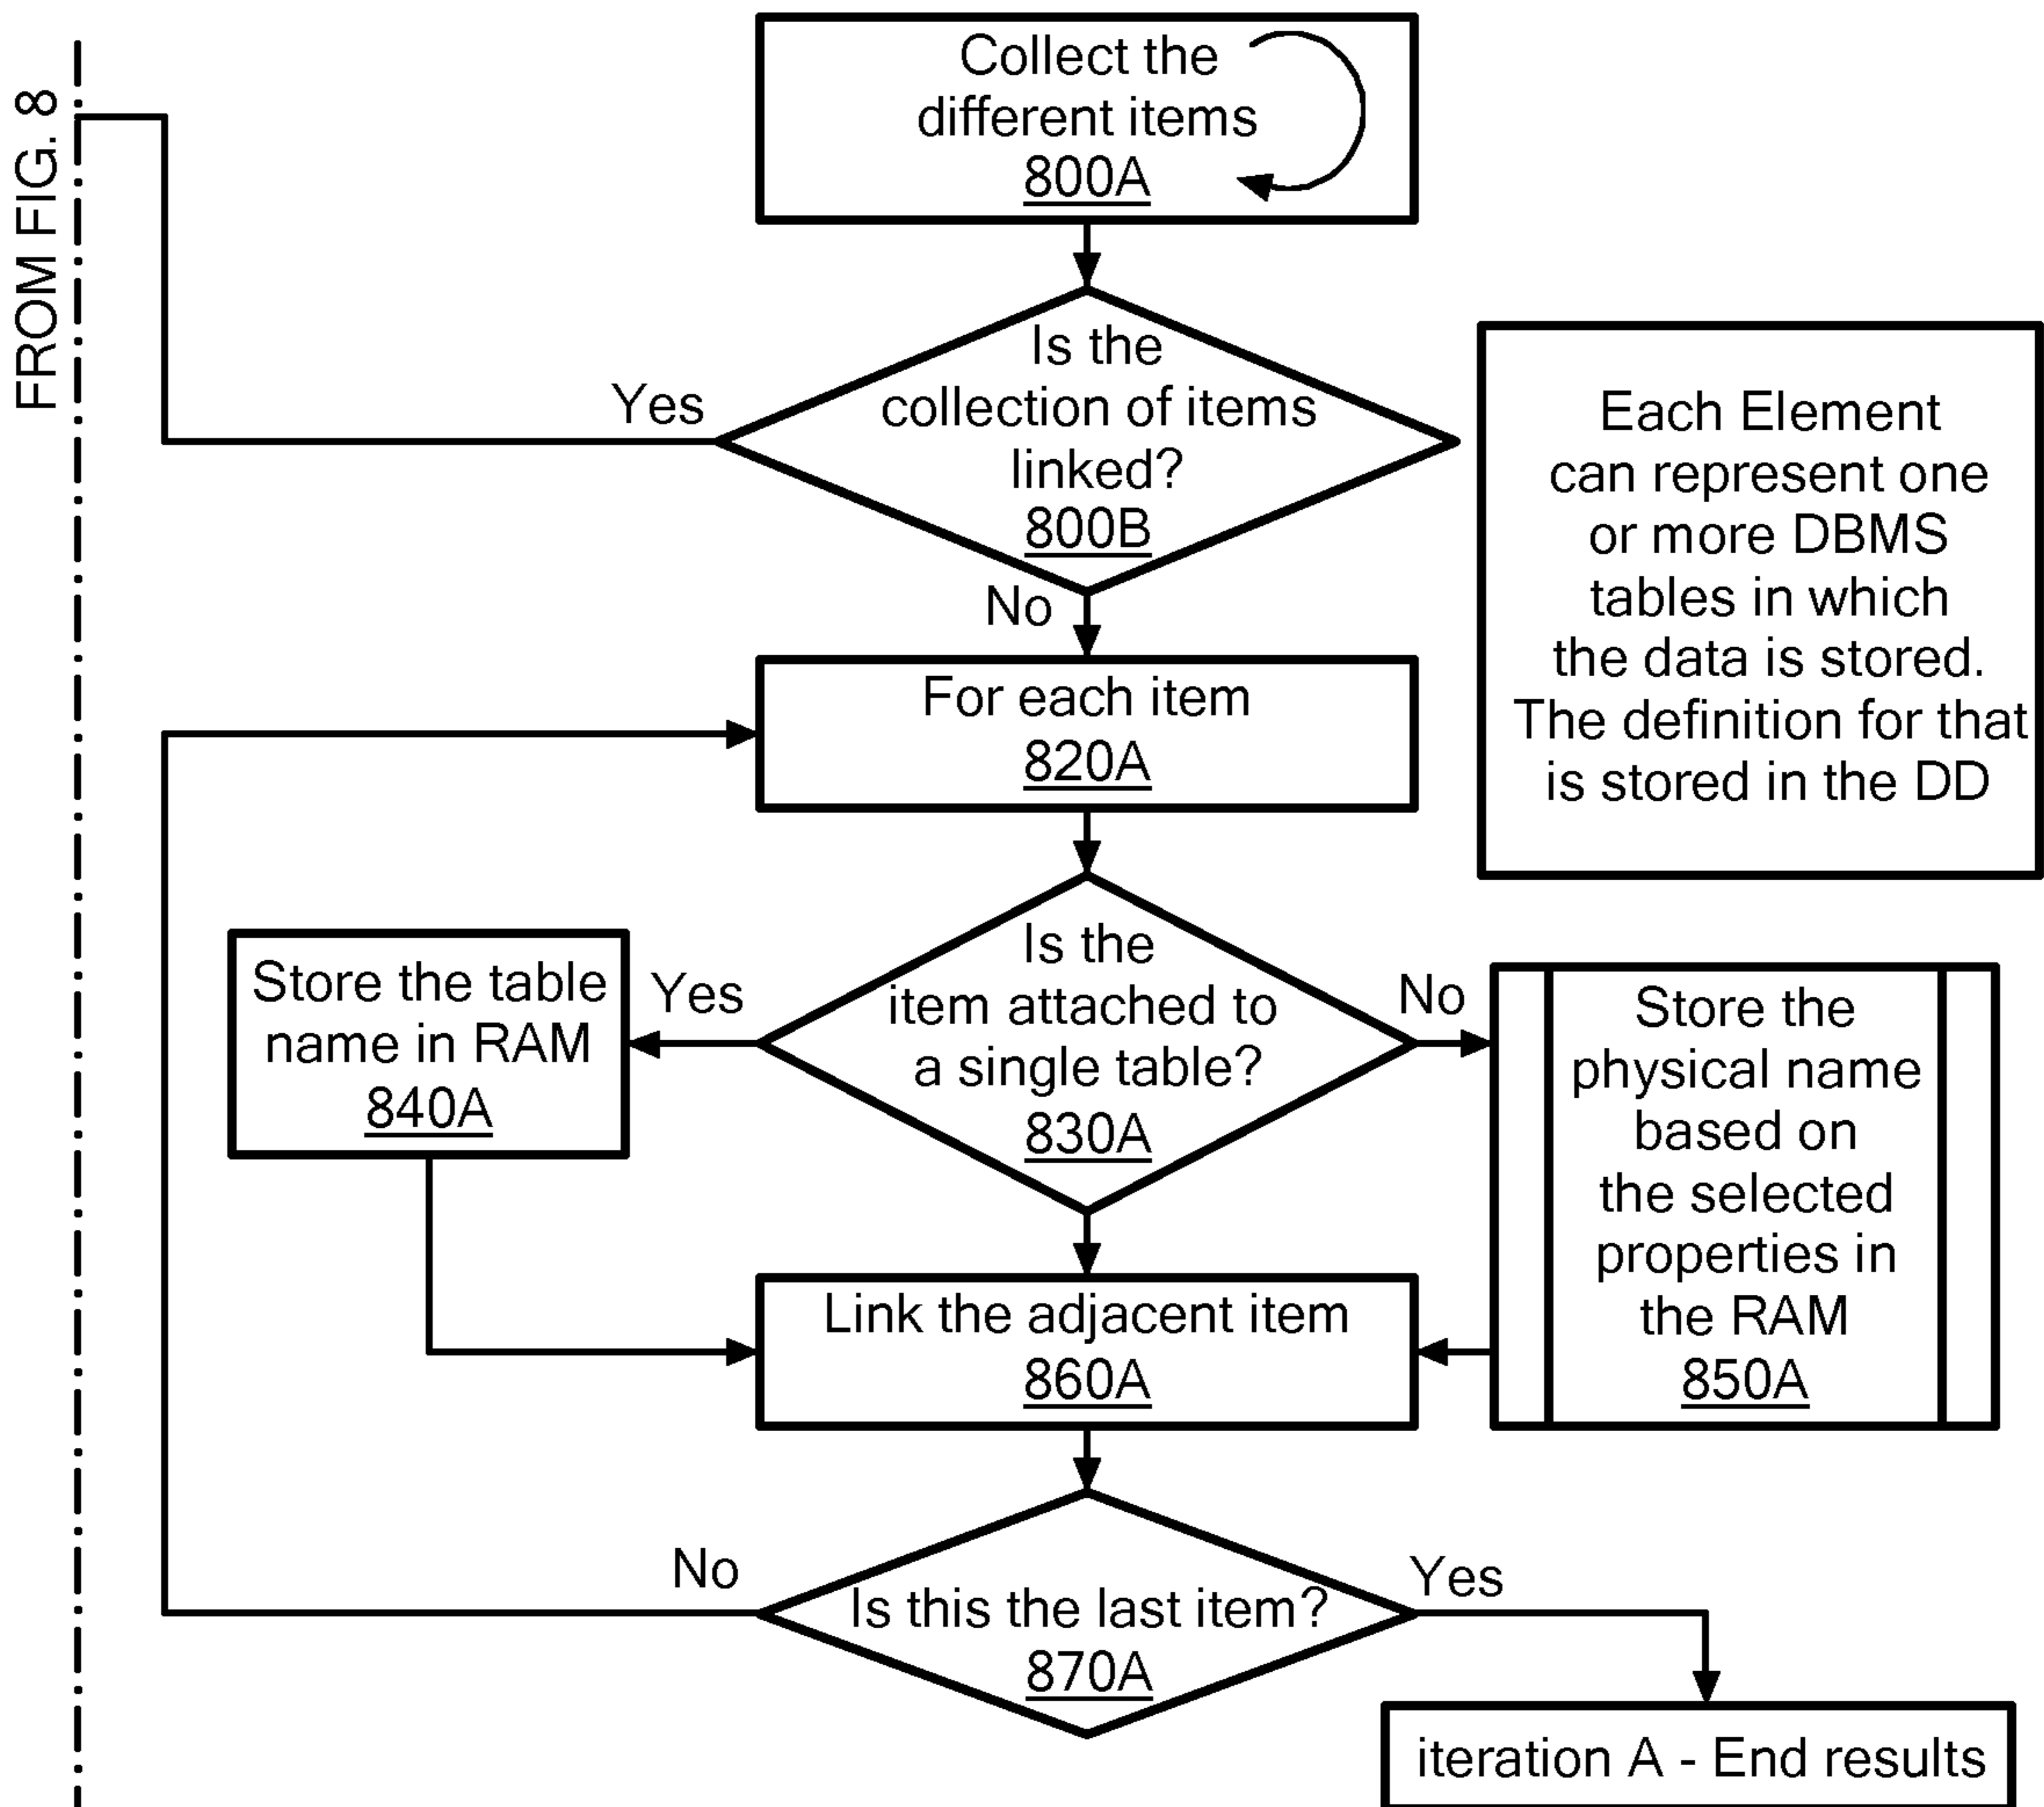 FROM FIG. 8
Collect the
different items
800A
Is the
collection of items
linked?
800B
Yes
No
Each Element
can represent one
or more DBMS
tables in which
the data is stored.
The definition for that
is stored in the DD
For each item
820A
Is the
item attached to
a single table?
830A
Yes
No
Store the table
name in RAM
840A
Store the
physical name
based on
the selected
properties in
the RAM
850A
Link the adjacent item
860A
Is this the last item?
870A
No
Yes
iteration A - End results